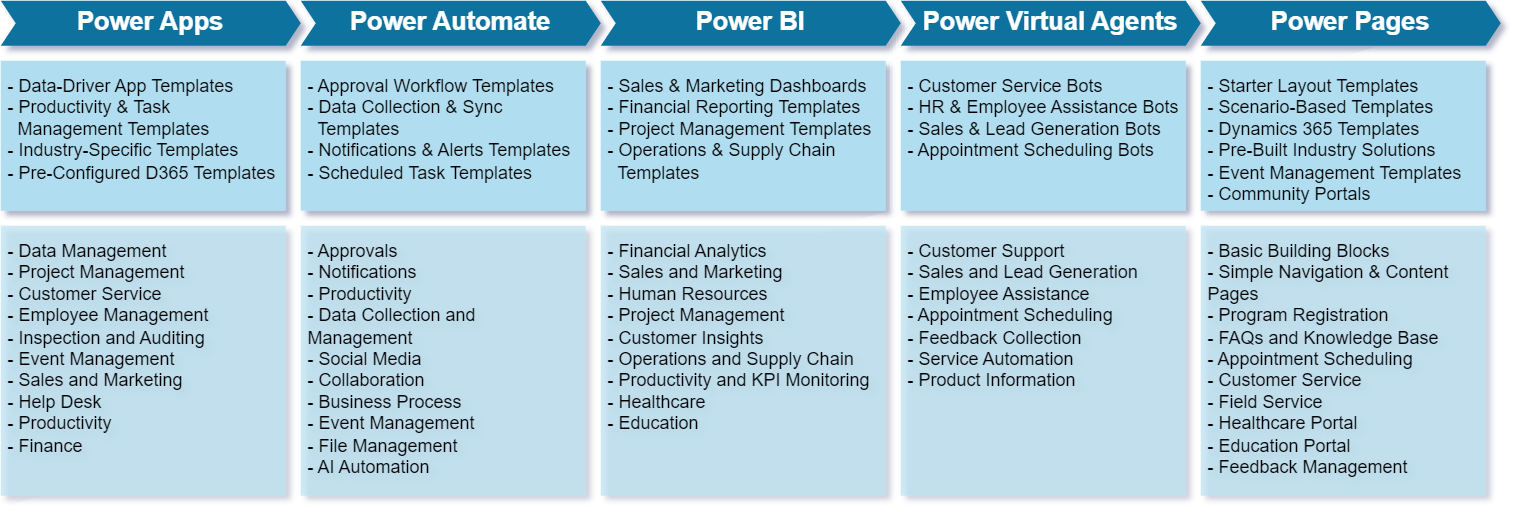 Power Apps
Power Automate
Power BI
Power Virtual Agents
Power Pages
- Data-Driver App Templates
- Productivity & Task
Management Templates
- Industry-Specific Templates
- Pre-Configured D365 Templates
- Approval Workflow Templates
- Data Collection & Sync
Templates
- Notifications & Alerts Templates
- Scheduled Task Templates
- Sales & Marketing Dashboards
- Financial Reporting Templates
- Project Management Templates
- Operations & Supply Chain
Templates
- Customer Service Bots
- HR & Employee Assistance Bots
- Sales & Lead Generation Bots
- Appointment Scheduling Bots
- Starter Layout Templates
- Scenario-Based Templates
- Dynamics 365 Templates
- Pre-Built Industry Solutions
- Event Management Templates
- Community Portals
- Data Management
- Project Management
- Customer Service
- Employee Management
- Inspection and Auditing
- Event Management
- Sales and Marketing
- Help Desk
- Productivity
- Finance
- Approvals
- Notifications
- Productivity
- Data Collection and
Management
- Social Media
- Collaboration
- Business Process
- Event Management
- File Management
- AI Automation
- Financial Analytics
- Sales and Marketing
- Human Resources
- Project Management
- Customer Insights
- Operations and Supply Chain
- Productivity and KPI Monitoring
- Healthcare
- Education
- Customer Support
- Sales and Lead Generation
- Employee Assistance
- Appointment Scheduling
- Feedback Collection
- Service Automation
- Product Information
- Basic Building Blocks
- Simple Navigation & Content
Pages
- Program Registration
- FAQs and Knowledge Base
- Appointment Scheduling
- Customer Service
- Field Service
- Healthcare Portal
- Education Portal
- Feedback Management